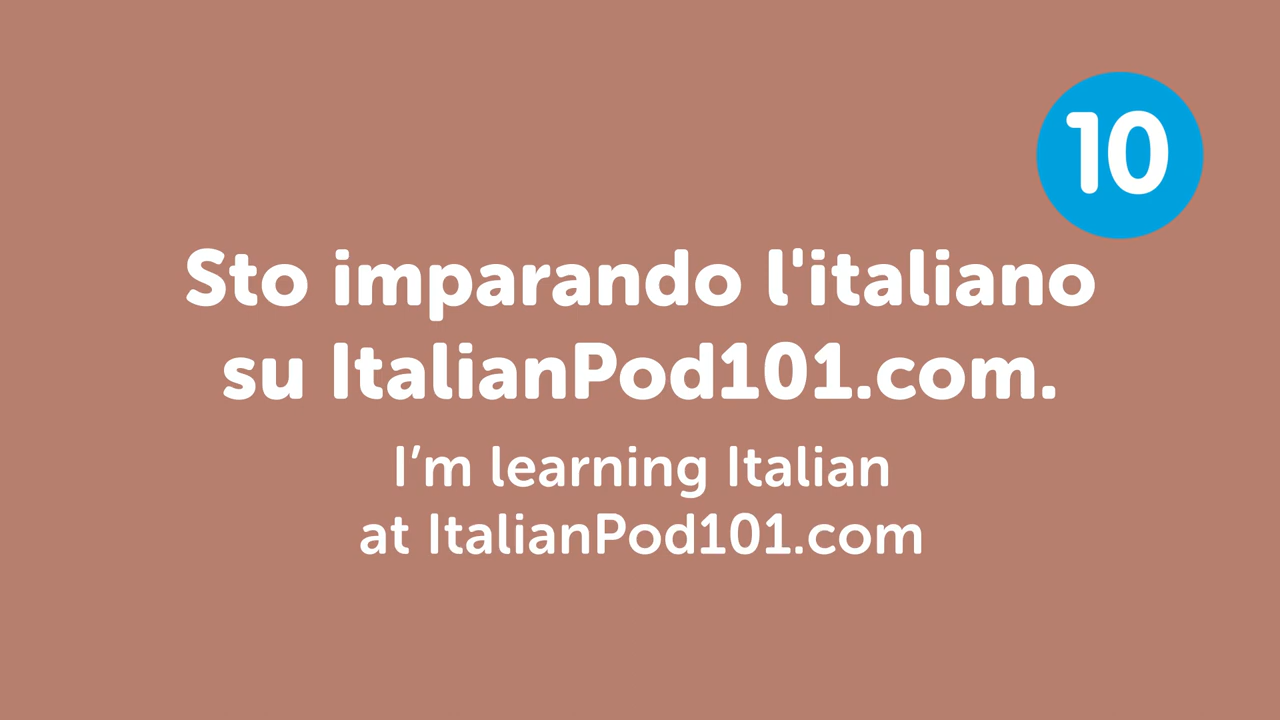 10
Sto imparando l'italiano
su ItalianPod101.com.
I’m learning Italian
at ItalianPod101.com